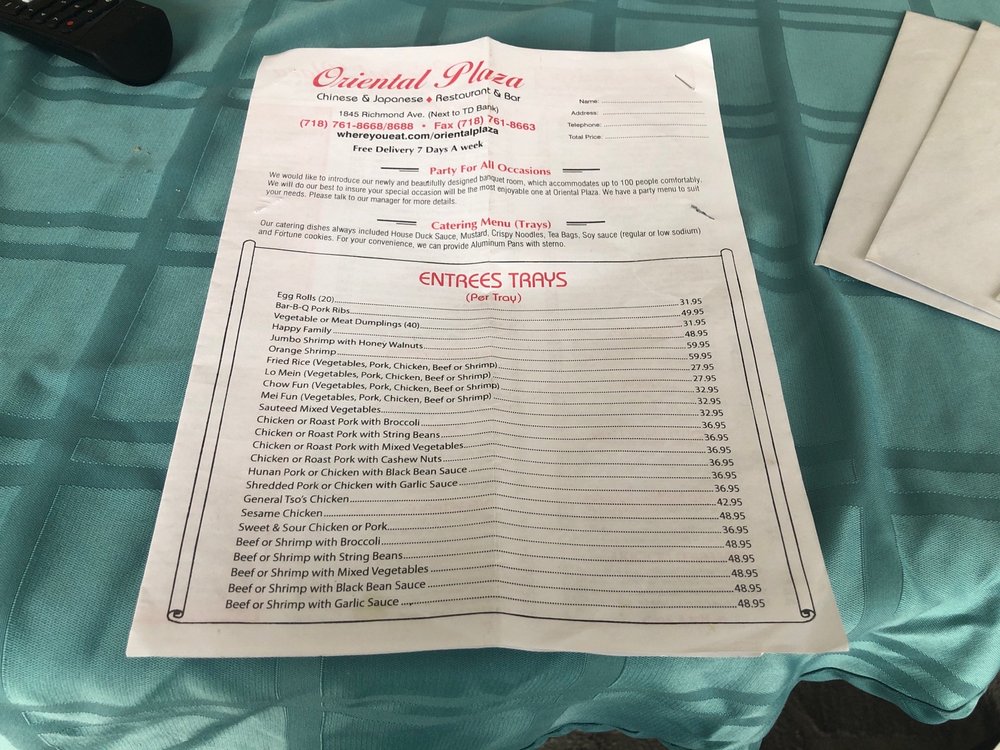 Oriental Plaza
Chinese & Japanese ♦ Restaurant & Bar
1845 Richmond Ave. (Next to TD Bank)
(718) 761-8668/8688 • Fax (718) 761-8663
whereyoueat.com/orientalplaza
Free Delivery 7 Days A week
Name:
Address:
Telephone:
Total Price:
Party For All Occasions
We would like to introduce our newly and beautifully designed banquet room, which accommodates up to 100 people comfortably.
We will do our best to insure your special occasion will be the most enjoyable one at Oriental Plaza. We have a party menu to suit
your needs. Please talk to our manager for more details.
Catering Menu (Trays)
Our catering dishes always included House Duck Sauce, Mustard, Crispy Noodles, Tea Bags, Soy sauce (regular or low sodium)
and Fortune cookies. For your convenience, we can provide Aluminum Pans with sterno.
ENTREES TRAYS
(Per Tray)
Egg Rolls (20) 31.95
Bar-B-Q Pork Ribs 49.95
Vegetable or Meat Dumplings (40) 31.95
Happy Family 48.95
Jumbo Shrimp with Honey Walnuts 59.95
Orange Shrimp 59.95
Fried Rice (Vegetables, Pork, Chicken, Beef or Shrimp) 27.95
Lo Mein (Vegetables, Pork, Chicken, Beef or Shrimp) 27.95
Chow Fun (Vegetables, Pork, Chicken, Beef or Shrimp) 32.95
Mei Fun (Vegetables, Pork, Chicken, Beef or Shrimp) 32.95
Sauteed Mixed Vegetables 32.95
Chicken or Roast Pork with Broccoli 36.95
Chicken or Roast Pork with String Beans 36.95
Chicken or Roast Pork with Mixed Vegetables 36.95
Chicken or Roast Pork with Cashew Nuts 36.95
Hunan Pork or Chicken with Black Bean Sauce 36.95
Shredded Pork or Chicken with Garlic Sauce 36.95
General Tso's Chicken 42.95
Sesame Chicken 48.95
Sweet & Sour Chicken or Pork 36.95
Beef or Shrimp with Broccoli 48.95
Beef or Shrimp with String Beans 48.95
Beef or Shrimp with Mixed Vegetables 48.95
Beef or Shrimp with Black Bean Sauce 48.95
Beef or Shrimp with Garlic Sauce 48.95